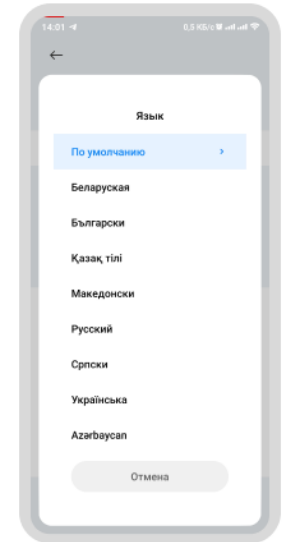 14:01 0,5 КБ/с
Язык
По умолчанию
Беларуская
Български
Қазақ тілі
Македонски
Русский
Српски
Українська
Azərbaycan
Отмена